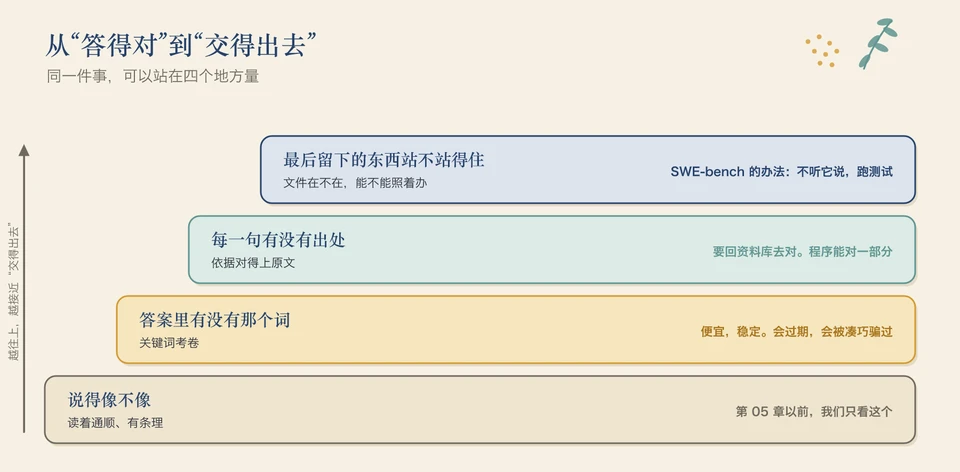 从“答得对”到“交得出去”
同一件事，可以站在四个地方量
最后留下的东西站不站得住
文件在不在，能不能照着办
SWE-bench 的办法：不听它说，跑测试
每一句有没有出处
依据对得上原文
要回资料库去对。程序能对一部分
答案里有没有那个词
关键词考卷
便宜，稳定。会过期，会被凑巧骗过
说得像不像
读着通顺、有条理
第 05 章以前，我们只看这个
越往上，越接近“交得出去”